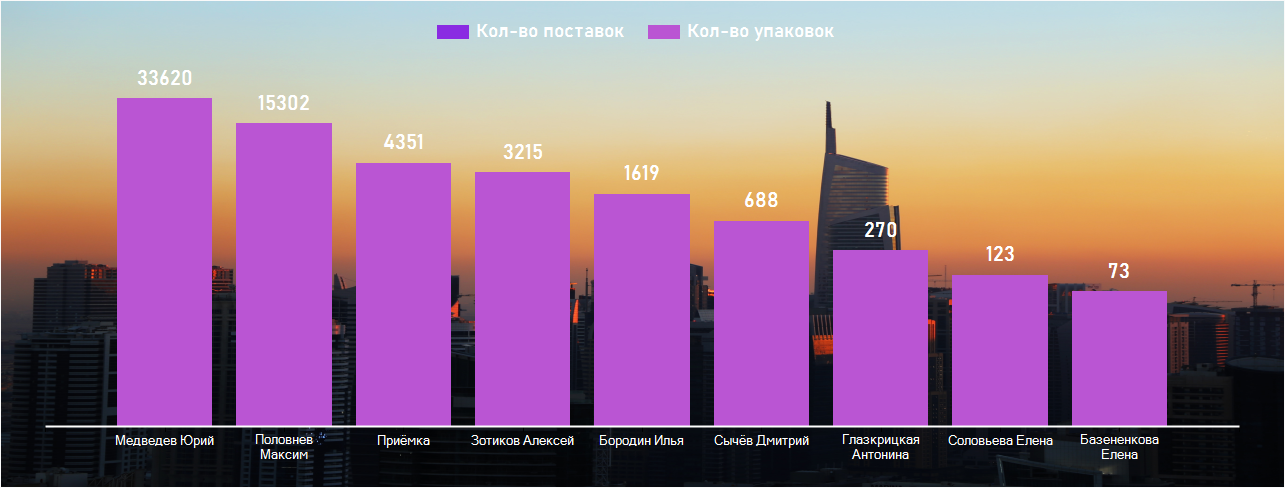 Кол-во поставок Кол-во упаковок
33620
15302
4351
3215
1619
688
270
123
73
Медведев Юрий
Половнев
Максим
Приёмка
Зотиков Алексей
Бородин Илья
Сычёв Дмитрий
Глазкрицкая
Антонина
Соловьева Елена
Базененкова
Елена